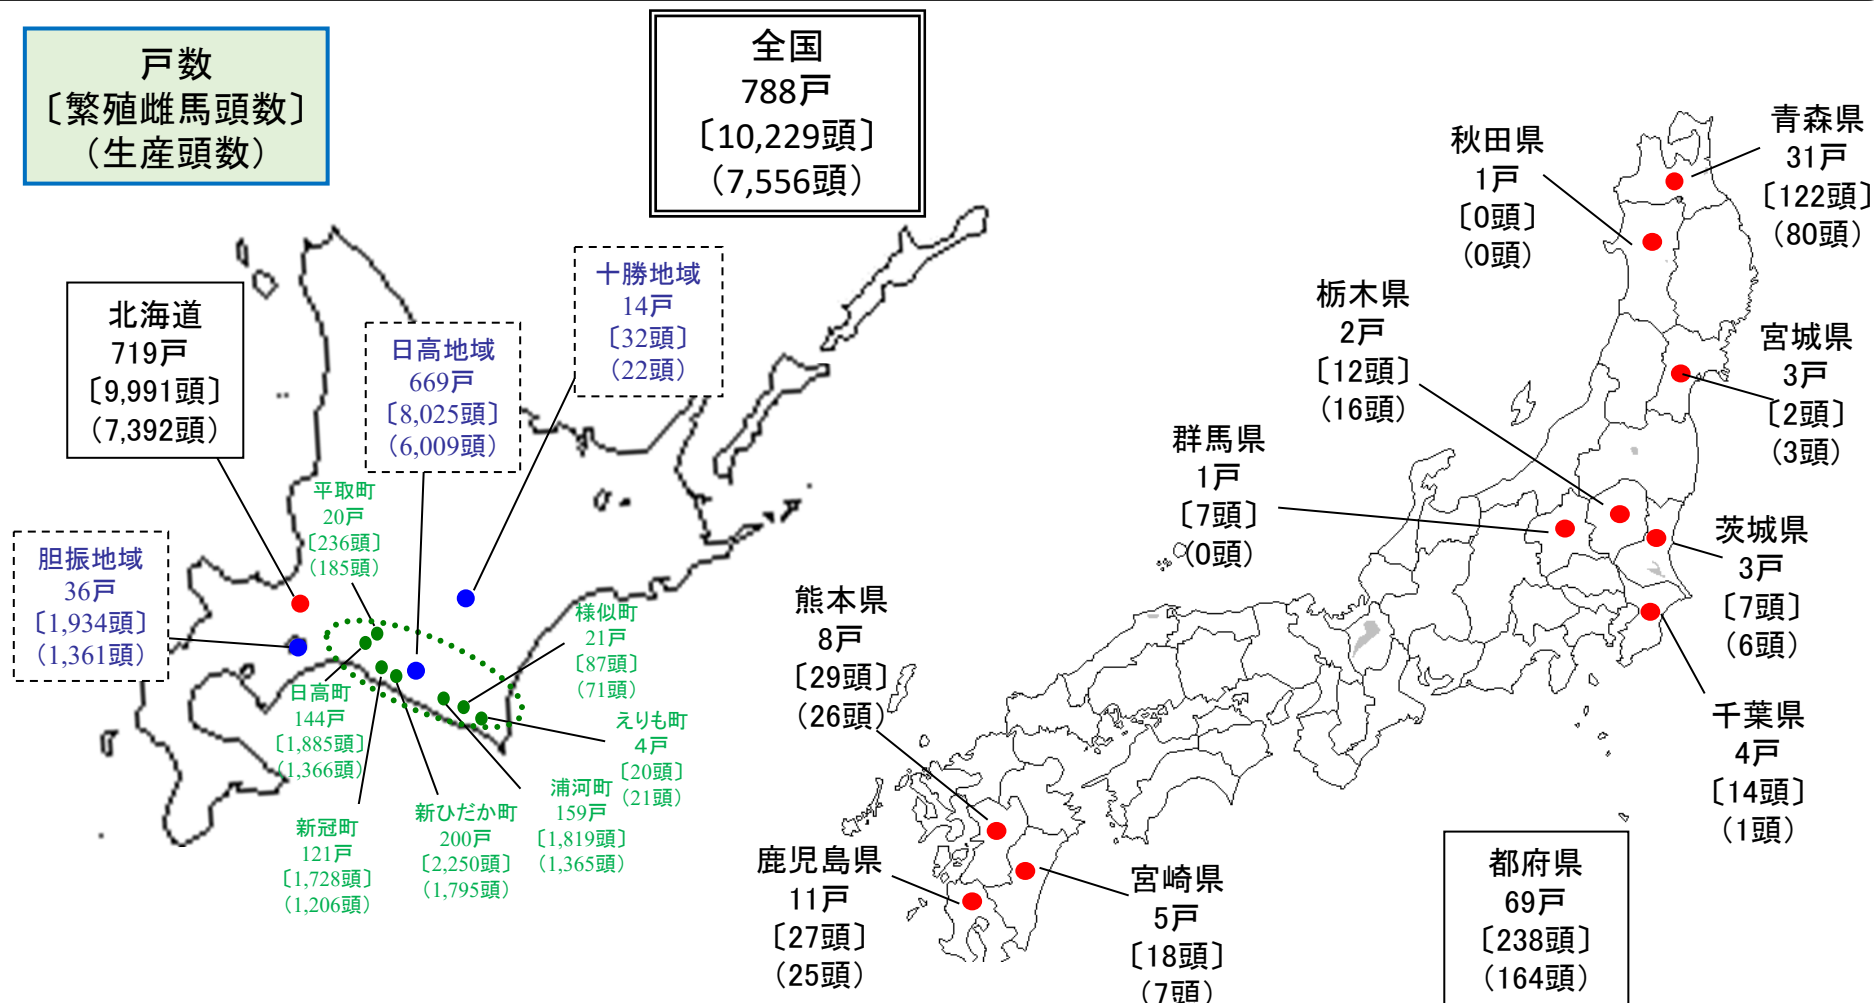 戸数
〔繁殖雌馬頭数〕
（生産頭数）
全国
788戸
〔10,229頭〕
（7,556頭）
北海道
719戸
〔9,991頭〕
（7,392頭）
日高地域
669戸
〔8,025頭〕
（6,009頭）
十勝地域
14戸
〔32頭〕
（22頭）
胆振地域
36戸
〔1,934頭〕
（1,361頭）
平取町
20戸
〔236頭〕
（185頭）
日高町
144戸
〔1,885頭〕
（1,366頭）
新冠町
121戸
〔1,728頭〕
（1,206頭）
新ひだか町
200戸
〔2,250頭〕
（1,795頭）
浦河町
159戸
〔1,819頭〕
（1,365頭）
様似町
21戸
〔87頭〕
（71頭）
えりも町
4戸
〔20頭〕
（21頭）
青森県
31戸
〔122頭〕
（80頭）
秋田県
1戸
〔0頭〕
（0頭）
宮城県
3戸
〔2頭〕
（3頭）
栃木県
2戸
〔12頭〕
（16頭）
群馬県
1戸
〔7頭〕
（0頭）
茨城県
3戸
〔7頭〕
（6頭）
千葉県
4戸
〔14頭〕
（1頭）
熊本県
8戸
〔29頭〕
（26頭）
鹿児島県
11戸
〔27頭〕
（25頭）
宮崎県
5戸
〔18頭〕
（7頭）
都府県
69戸
〔238頭〕
（164頭）